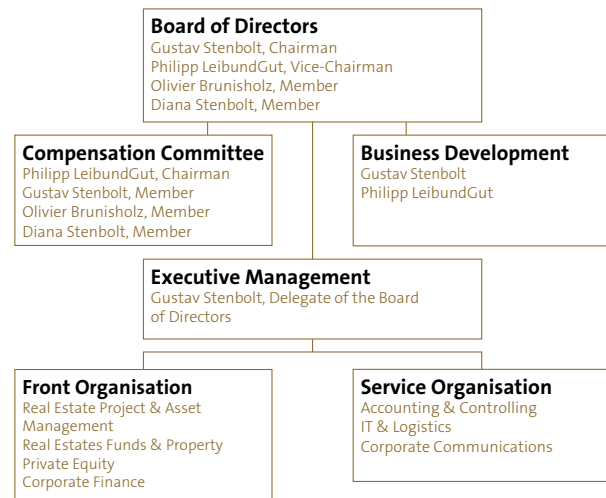 Board of Directors
Gustav Stenbolt, Chairman
Philipp LeibundGut, Vice-Chairman
Olivier Brunisholz, Member
Diana Stenbolt, Member
Compensation Committee
Philipp LeibundGut, Chairman
Gustav Stenbolt, Member
Olivier Brunisholz, Member
Diana Stenbolt, Member
Business Development
Gustav Stenbolt
Philipp LeibundGut
Executive Management
Gustav Stenbolt, Delegate of the Board
of Directors
Front Organisation
Real Estate Project & Asset
Management
Real Estates Funds & Property
Private Equity
Corporate Finance
Service Organisation
Accounting & Controlling
IT & Logistics
Corporate Communications